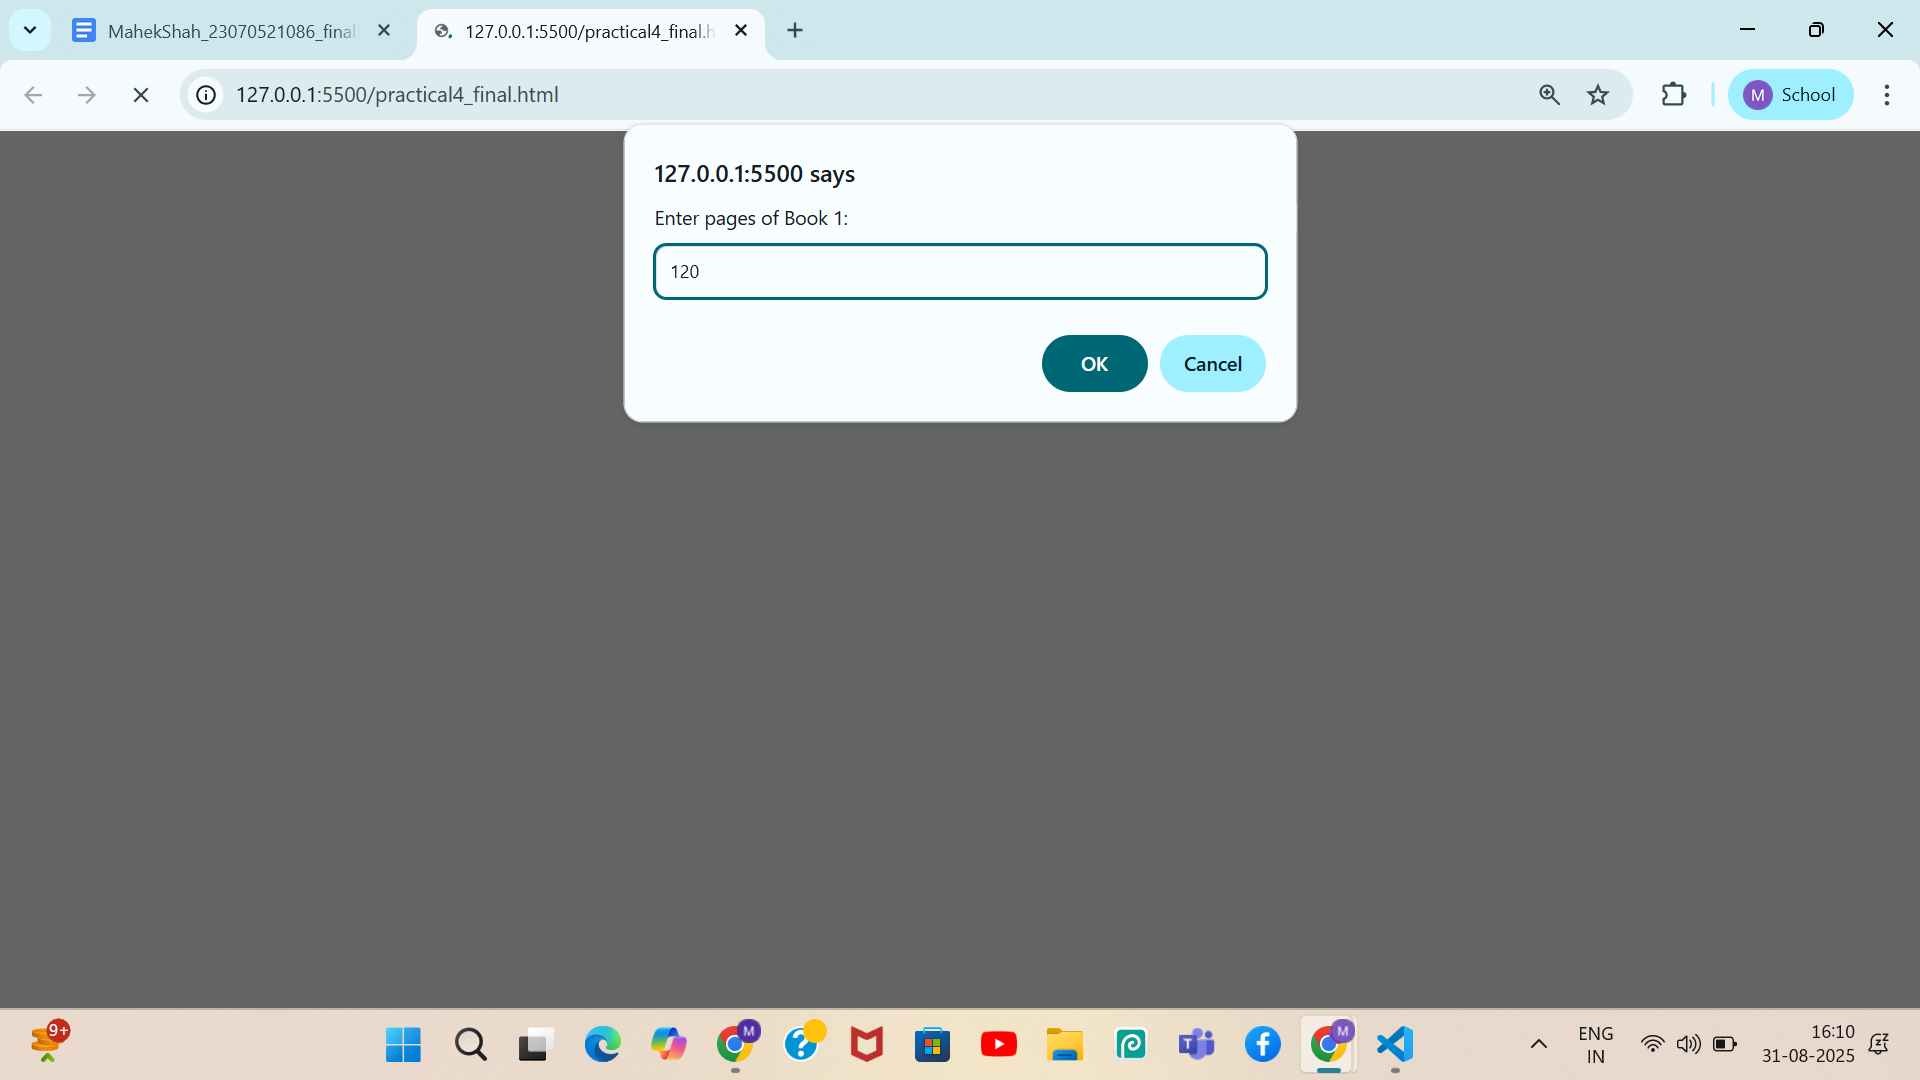 MahekShah_23070521086_final
127.0.0.1:5500/practical4_final.h
127.0.0.1:5500/practical4_final.html
M School
127.0.0.1:5500 says
Enter pages of Book 1:
120
OK Cancel
9+
M
M
T
ENG
IN
16:10
31-08-2025